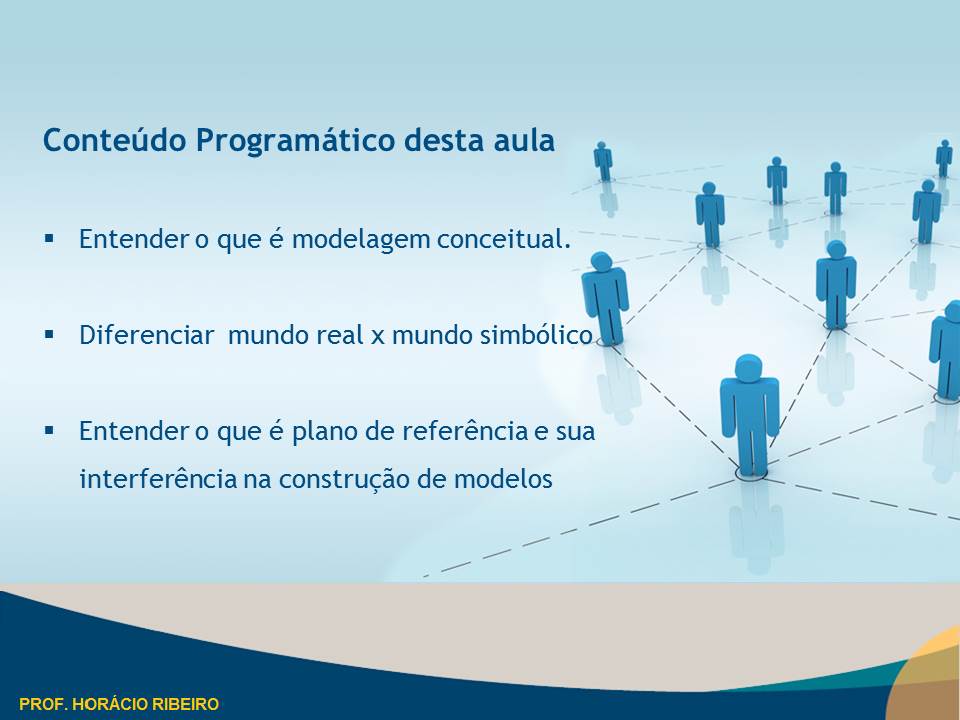 Conteúdo Programático desta aula
▪ Entender o que é modelagem conceitual.
▪ Diferenciar mundo real x mundo simbólico
▪ Entender o que é plano de referência e sua
interferência na construção de modelos
PROF. HORÁCIO RIBEIRO